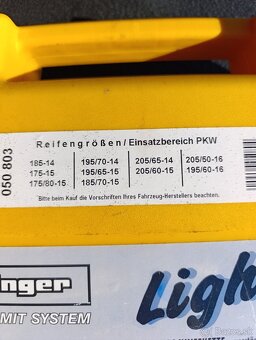 050 803
Reifengrößen/Einsatzbereich PKW
185-14 195/70-14 205/65-14 205/50-16
175-15 195/65-15 205/60-15 195/60-16
175/80-15 185/70-15
Bitte beim Kauf die Vorschriften Ihres Fahrzeug-Herstellers beachten.
inger
MIT SYSTEM
Ligh